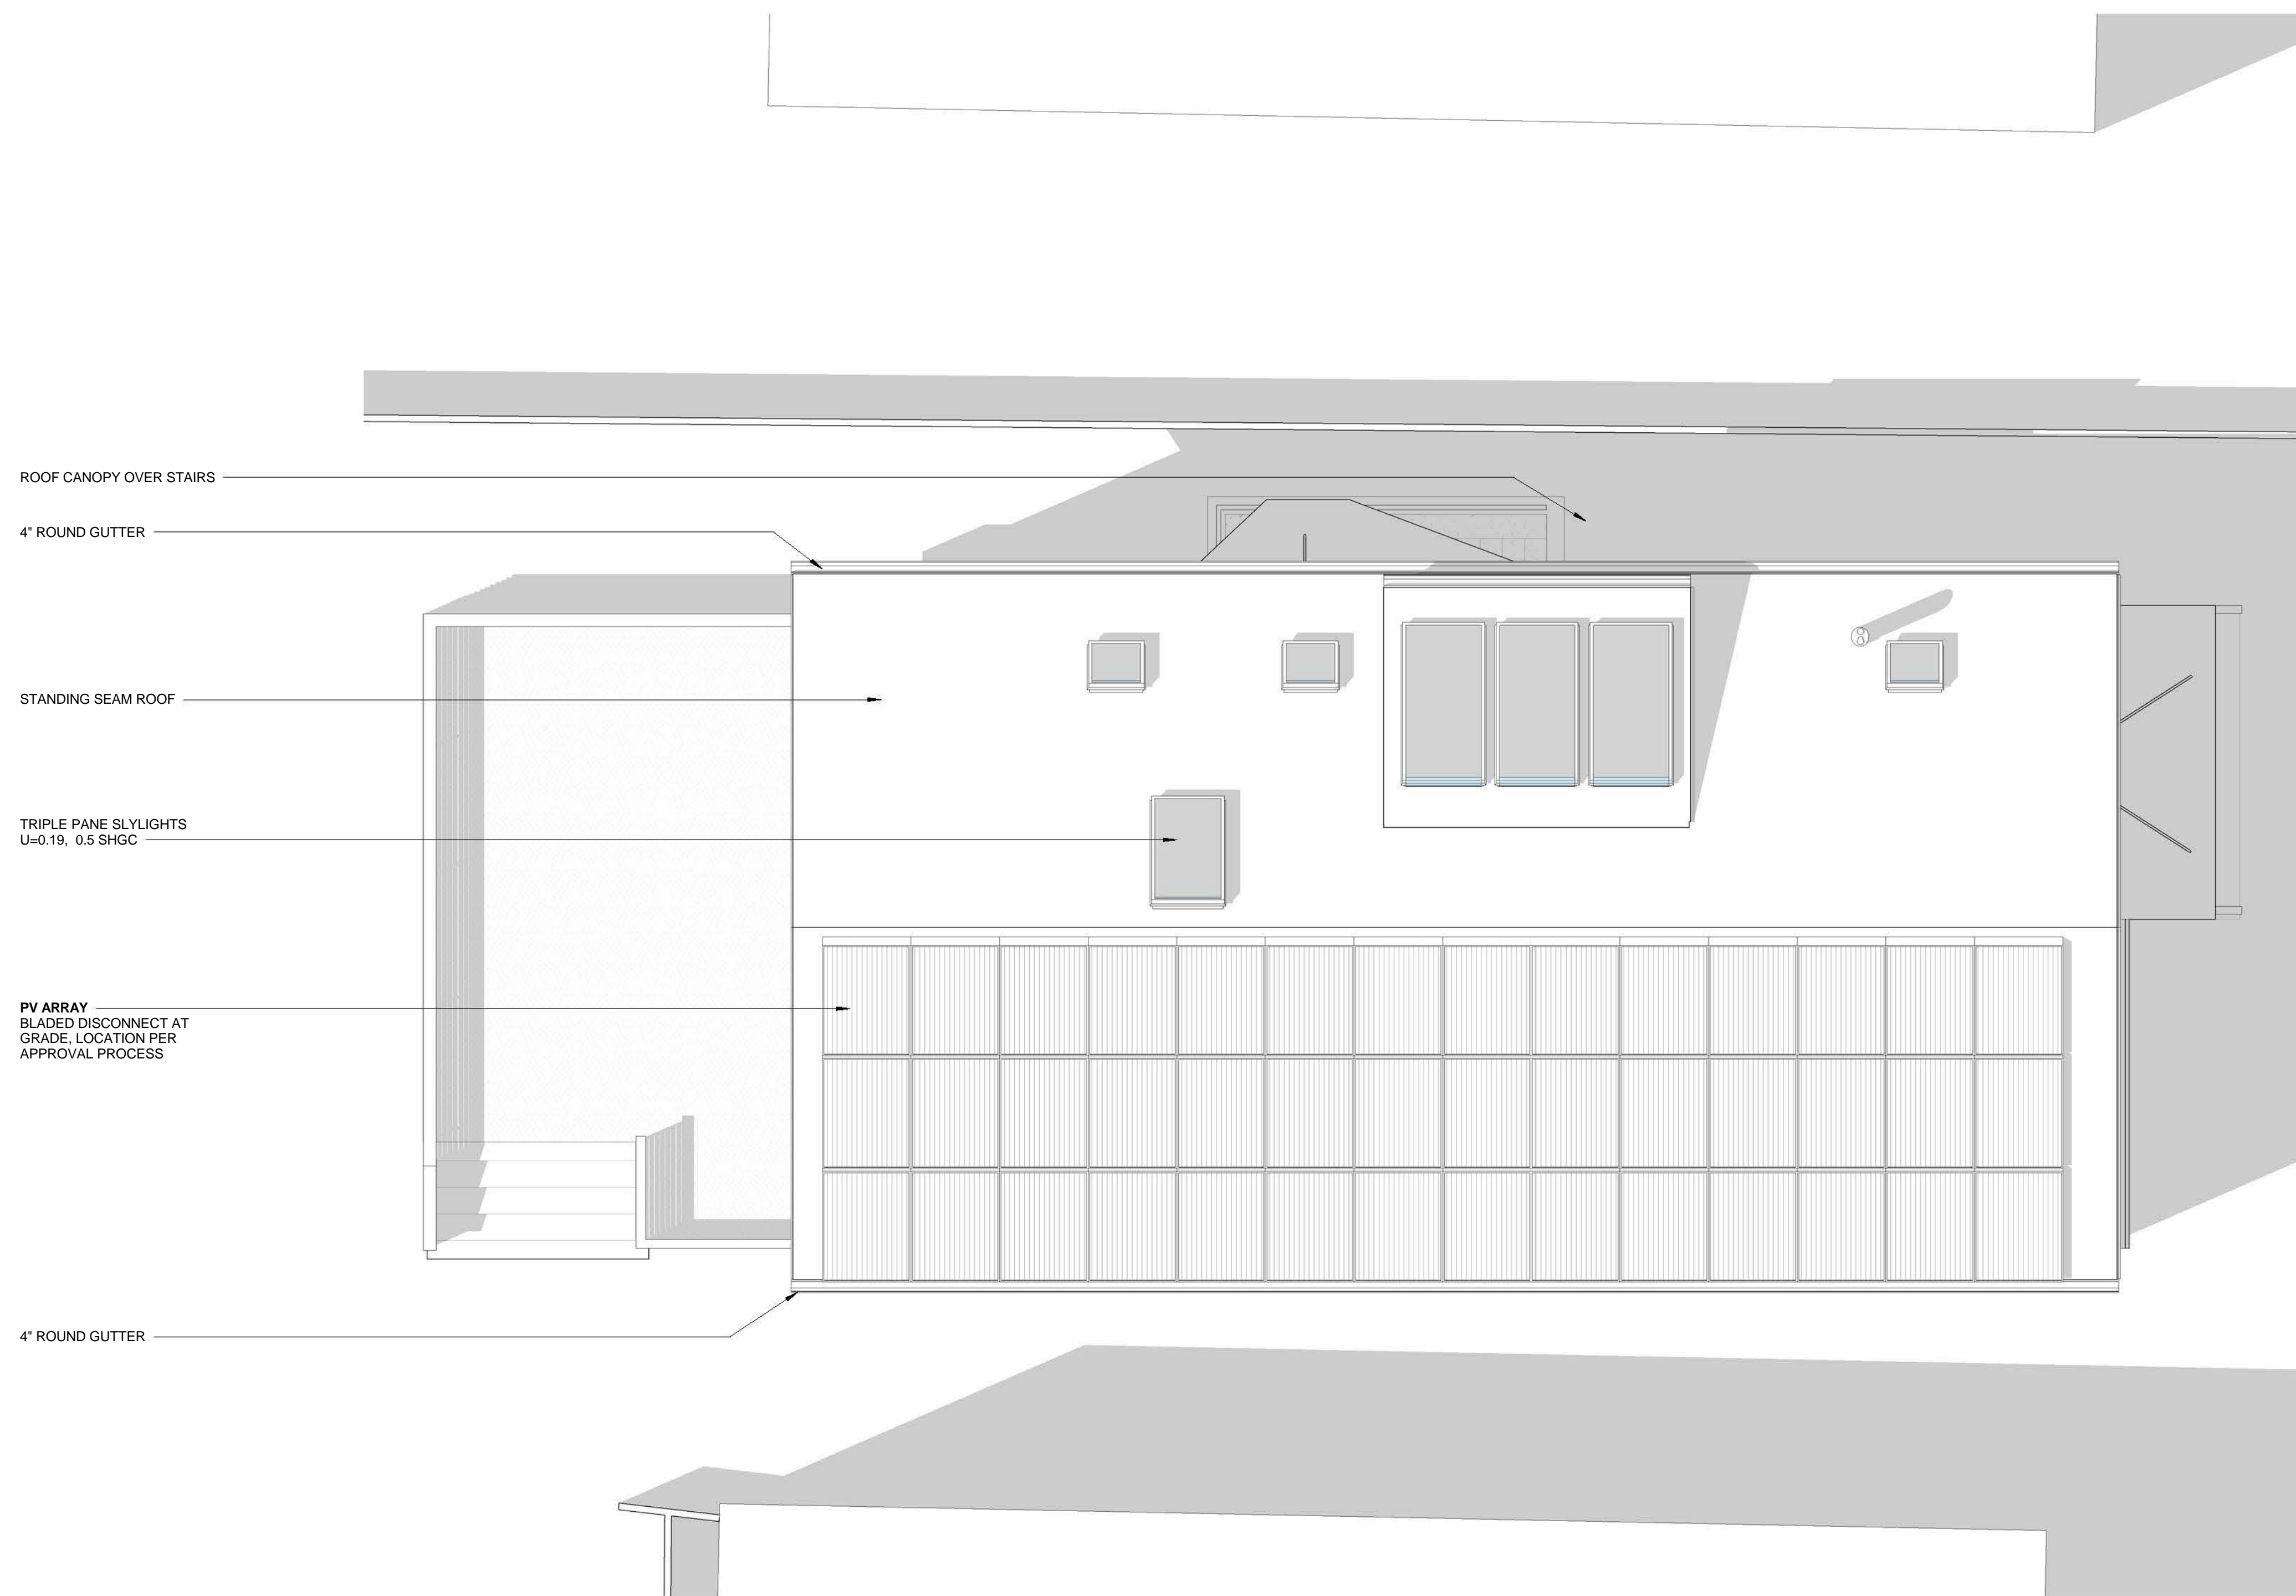 ROOF CANOPY OVER STAIRS
4" ROUND GUTTER
STANDING SEAM ROOF
TRIPLE PANE SLYLIGHTS
U=0.19, 0.5 SHGC
PV ARRAY
BLADED DISCONNECT AT
GRADE, LOCATION PER
APPROVAL PROCESS
4" ROUND GUTTER